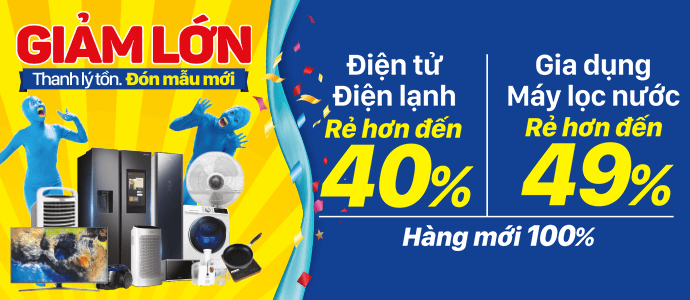 GIẢM LỚN
Thanh lý tồn. Đón mẫu mới
Điện tử
Điện lạnh
Rẻ hơn đến
40%
Gia dụng
Máy lọc nước
Rẻ hơn đến
49%
Hàng mới 100%